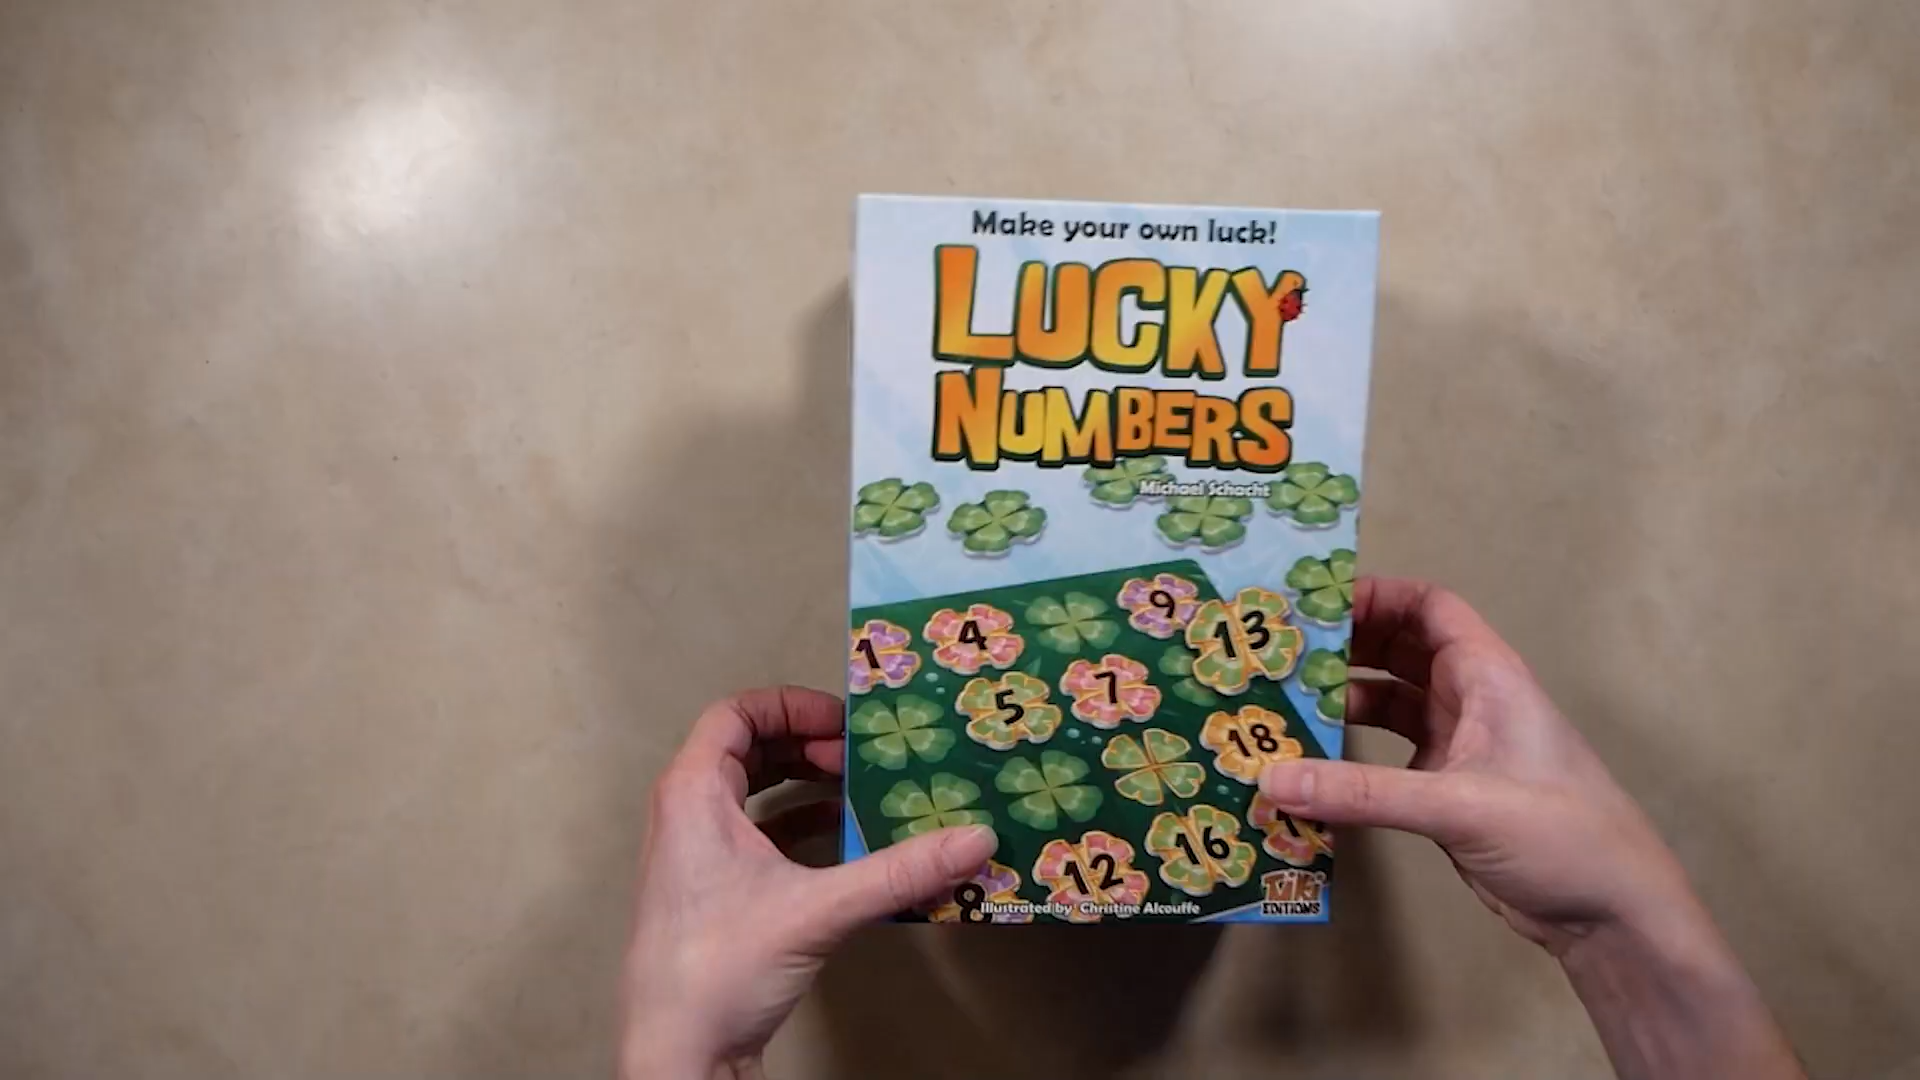 Make your own luck!
LUCKY
NUMBERS
Michael Schacht
9
13
1
4
5
7
18
16
12
8
Illustrated by Christine Alcouffe
Tiki
EDITIONS